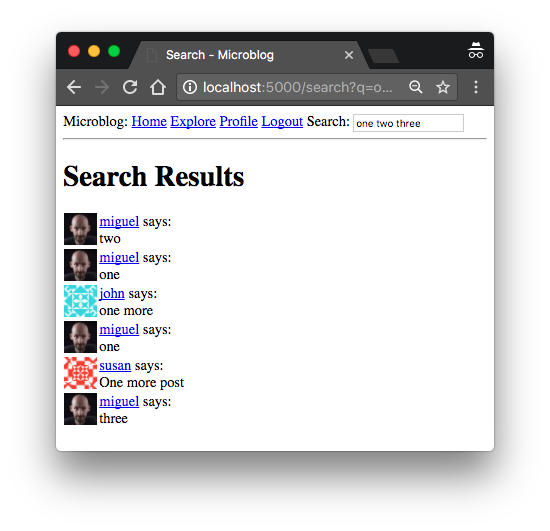 Search - Microblog
localhost:5000/search?q=o...
Microblog: Home Explore Profile Logout Search: one two three
Search Results
miguel says:
two
miguel says:
one
john says:
one more
miguel says:
one
susan says:
One more post
miguel says:
three